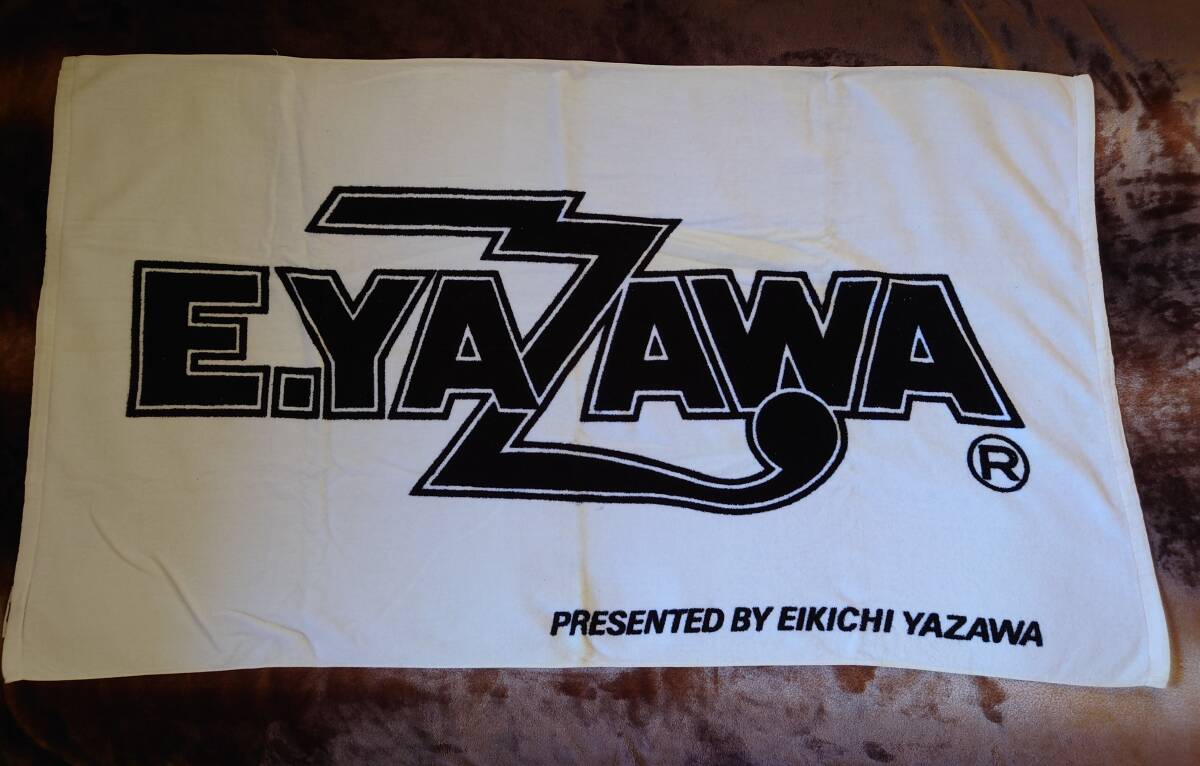 E.YAZAWA
®
PRESENTED BY EIKICHI YAZAWA